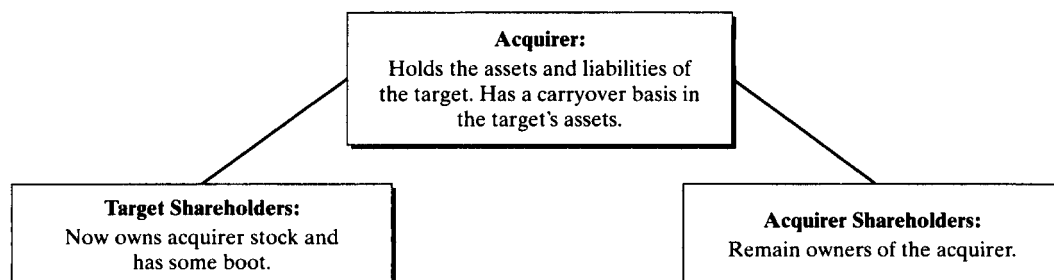 Acquirer:
Holds the assets and liabilities of
the target. Has a carryover basis in
the target's assets.
Target Shareholders:
Now owns acquirer stock and
has some boot.
Acquirer Shareholders:
Remain owners of the acquirer.